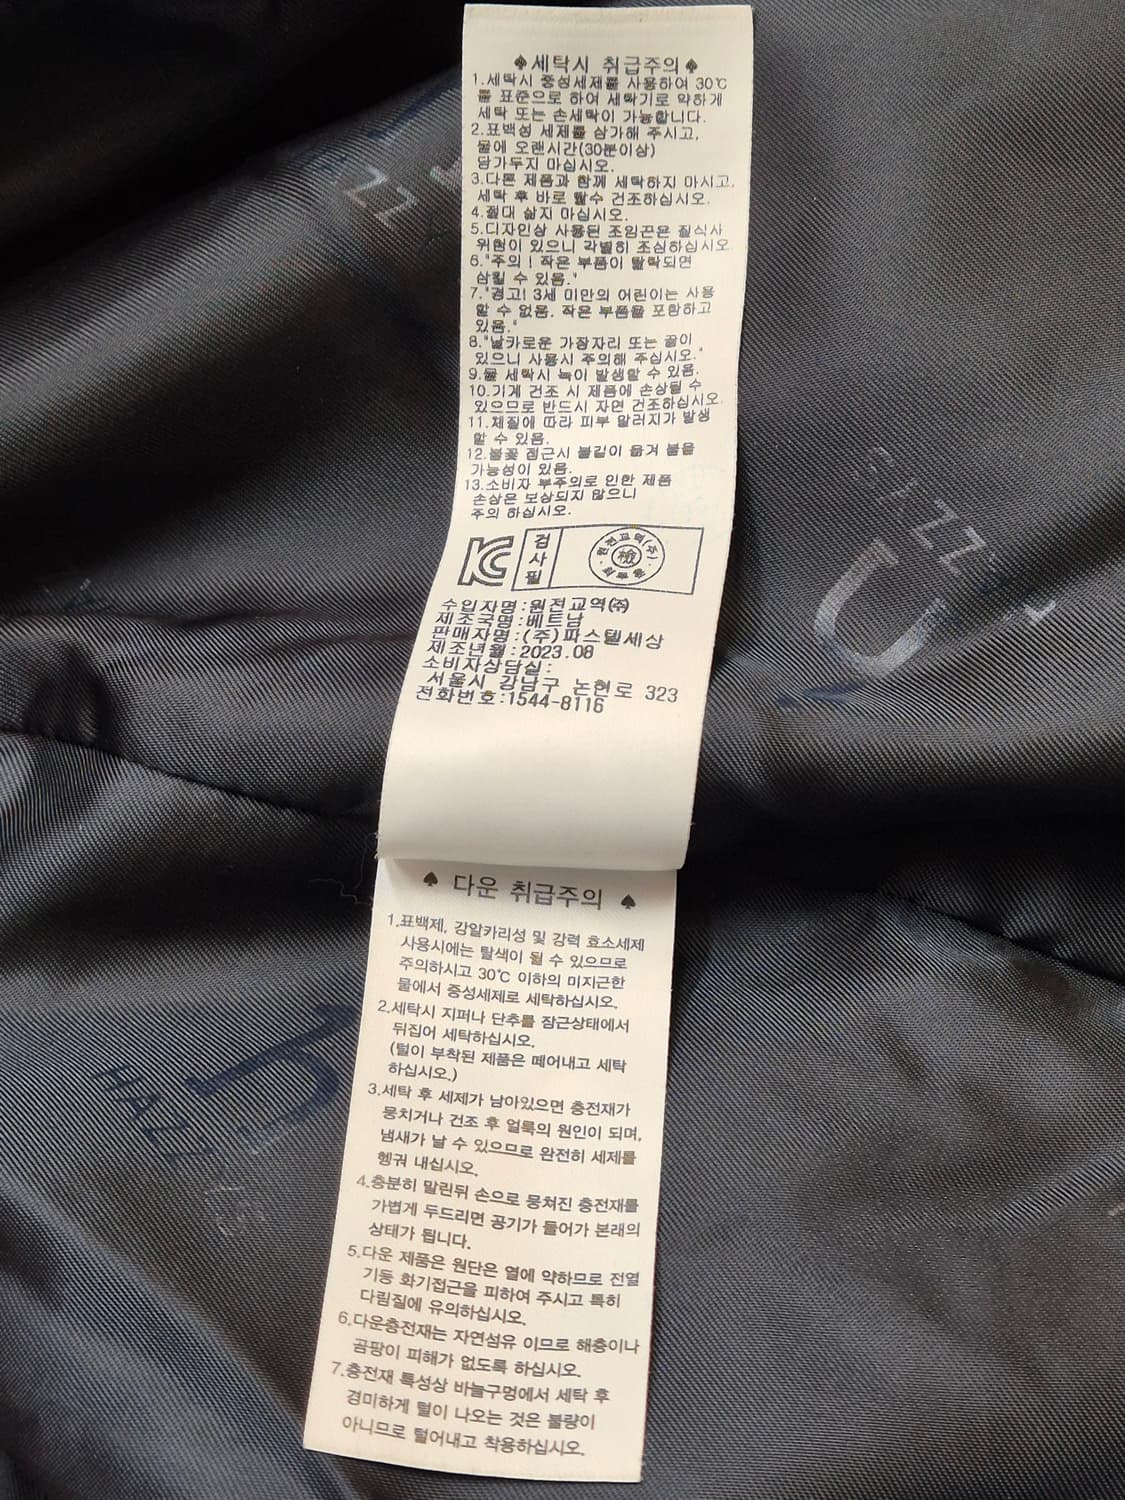 ♠세탁시 취급주의♠
1.세탁시 중성세제를 사용하여 30℃
를 표준으로 하여 세탁기로 약하게
세탁 또는 손세탁이 가능합니다.
2.표백성 세제를 삼가해 주시고,
물에 오랜시간(30분이상)
담가두지 마십시오.
3.다른 제품과 함께 세탁하지 마시고,
세탁 후 바로 탈수 건조하십시오.
4.절대 삶지 마십시오.
5.디자인상 사용된 조임끈은 질식사
위험이 있으니 각별히 조심하십시오.
6."주의! 작은 부품이 탈락되면
삼킬 수 있음."
7."경고! 3세 미만의 어린이는 사용
할 수 없음. 작은 부품을 포함하고
있음."
8."날카로운 가장자리 또는 끝이
있으니 사용시 주의해 주십시오."
9.물 세탁시 녹이 발생할 수 있음.
10.기계 건조 시 제품에 손상될 수
있으므로 반드시 자연 건조하십시오.
11.체질에 따라 피부 알러지가 발생
할 수 있음.
12.불꽃 접근시 불길이 옮겨 붙을
가능성이 있음.
13.소비자 부주의로 인한 제품
손상은 보상되지 않으니
주의 하십시오.
KC
검사필
원전교역(주)
檢
수입자명:원전교역㈜
제조국명:베트남
판매자명:(주)파스텔세상
제조년월:2023.08
소비자상담실:
서울시 강남구 논현로 323
전화번호:1544-8116
♠ 다운 취급주의 ♠
1.표백제, 강알카리성 및 강력 효소세제
사용시에는 탈색이 될 수 있으므로
주의하시고 30℃ 이하의 미지근한
물에서 중성세제로 세탁하십시오.
2.세탁시 지퍼나 단추를 잠근상태에서
뒤집어 세탁하십시오.
(털이 부착된 제품은 떼어내고 세탁
하십시오.)
3.세탁 후 세제가 남아있으면 충전재가
뭉치거나 건조 후 얼룩의 원인이 되며,
냄새가 날 수 있으므로 완전히 세제를
헹궈 내십시오.
4.충분히 말린뒤 손으로 뭉쳐진 충전재를
가볍게 두드리면 공기가 들어가 본래의
상태가 됩니다.
5.다운 제품은 원단은 열에 약하므로 전열
기등 화기접근을 피하여 주시고 특히
다림질에 유의하십시오.
6.다운충전재는 자연섬유 이므로 해충이나
곰팡이 피해가 없도록 하십시오.
7.충전재 특성상 바늘구멍에서 세탁 후
경미하게 털이 나오는 것은 불량이
아니므로 털어내고 착용하십시오.